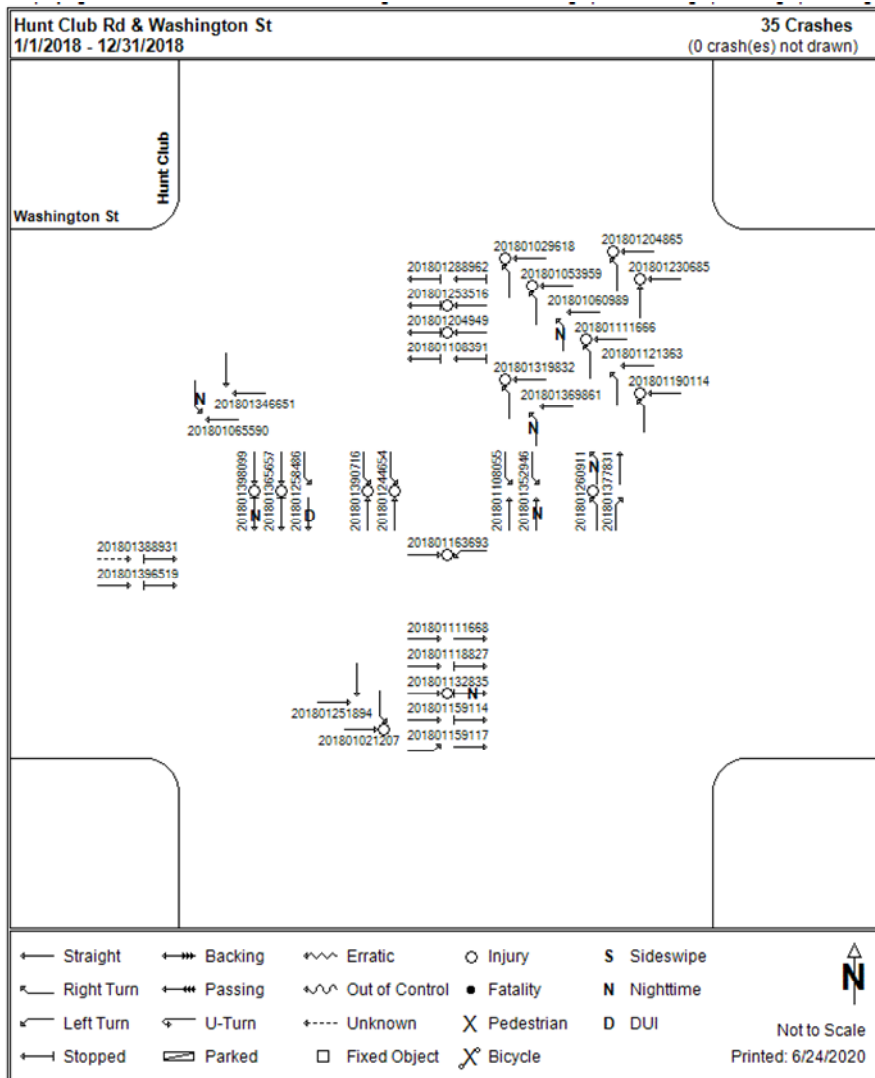 Hunt Club Rd & Washington St
35 Crashes
1/1/2018 - 12/31/2018
(0 crash(es) not drawn)
Hunt Club
Washington St
201801029618
201801204865
201801288962
201801053959
201801230685
201801253516
201801060989
201801204949
201801111666
201801108391
201801319832
201801121363
201801369861
201801190114
N
N
N
201801346651
201801065590
201801398099
201801365657
201801258486
201801390716
201801244654
201801108055
201801352946
201801260911
201801377831
N
D
N
N
201801388931
201801163693
201801396519
201801111668
201801118827
201801132835
N
201801251894
201801159114
201801021207
201801159117
Straight
Backing
Erratic
Injury
S Sideswipe
Right Turn
Passing
Out of Control
Fatality
N Nighttime
Left Turn
U-Turn
Unknown
Pedestrian
D DUI
Stopped
Parked
Fixed Object
Bicycle
N
Not to Scale
Printed: 6/24/2020